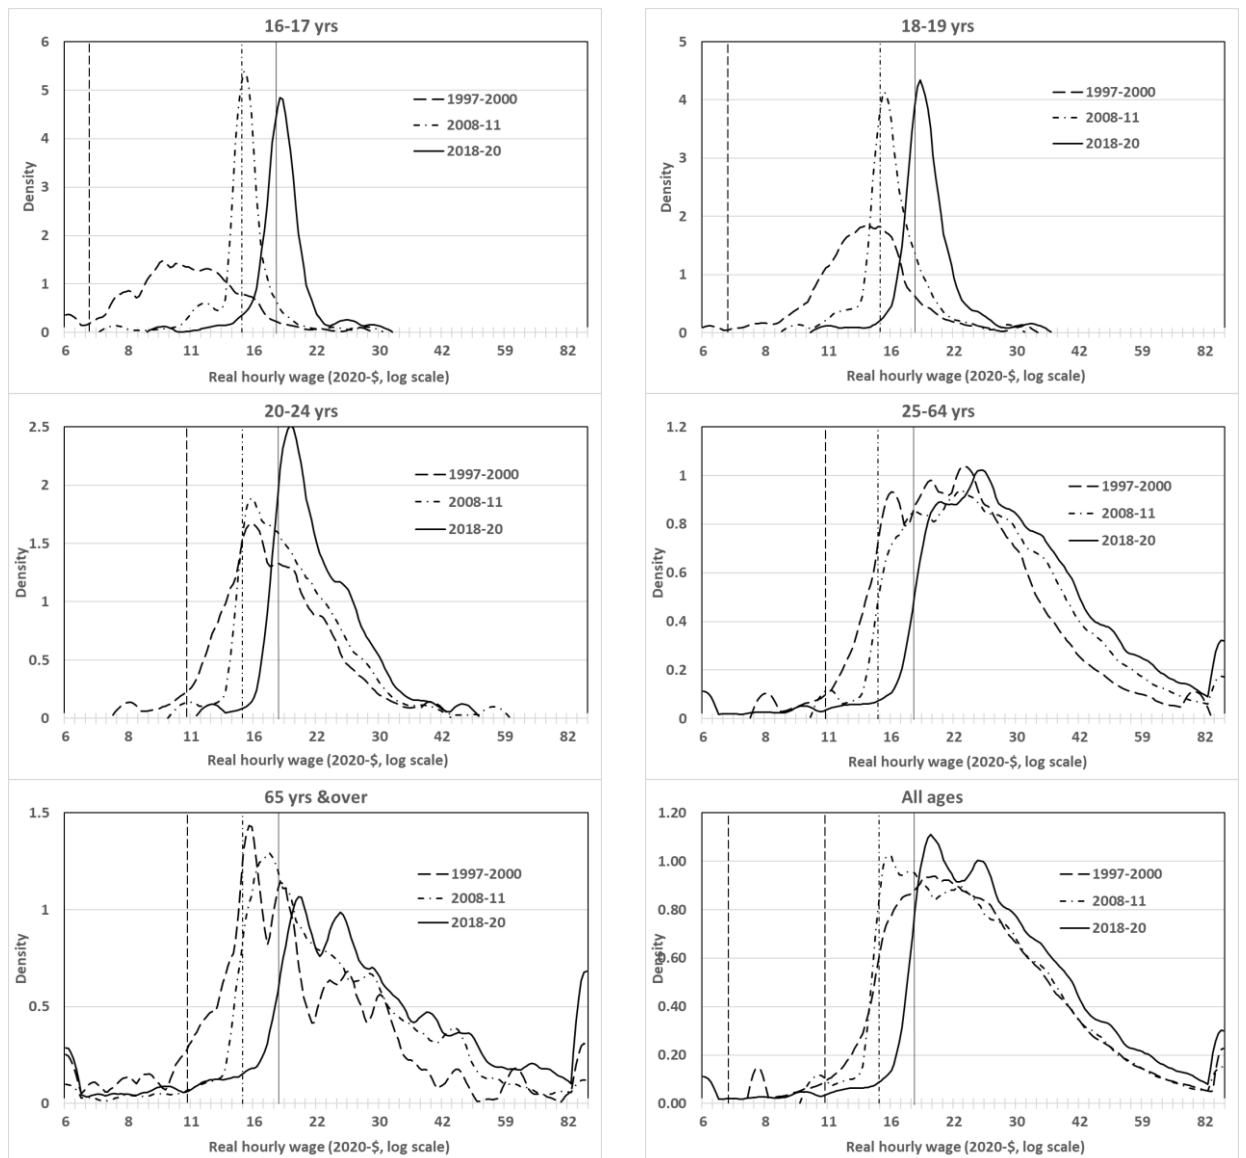 16-17 yrs
6
5
4
3
2
1
0
Density
1997-2000
2008-11
2018-20
6 8 11 16 22 30 42 59 82
Real hourly wage (2020-$, log scale)
18-19 yrs
5
4
3
2
1
0
Density
1997-2000
2008-11
2018-20
6 8 11 16 22 30 42 59 82
Real hourly wage (2020-$, log scale)
20-24 yrs
2.5
2
1.5
1
0.5
0
Density
1997-2000
2008-11
2018-20
6 8 11 16 22 30 42 59 82
Real hourly wage (2020-$, log scale)
25-64 yrs
1.2
1
0.8
0.6
0.4
0.2
0
Density
1997-2000
2008-11
2018-20
6 8 11 16 22 30 42 59 82
Real hourly wage (2020-$, log scale)
65 yrs &over
1.5
1
0.5
0
Density
1997-2000
2008-11
2018-20
6 8 11 16 22 30 42 59 82
Real hourly wage (2020-$, log scale)
All ages
1.20
1.00
0.80
0.60
0.40
0.20
0.00
Density
1997-2000
2008-11
2018-20
6 8 11 16 22 30 42 59 82
Real hourly wage (2020-$, log scale)